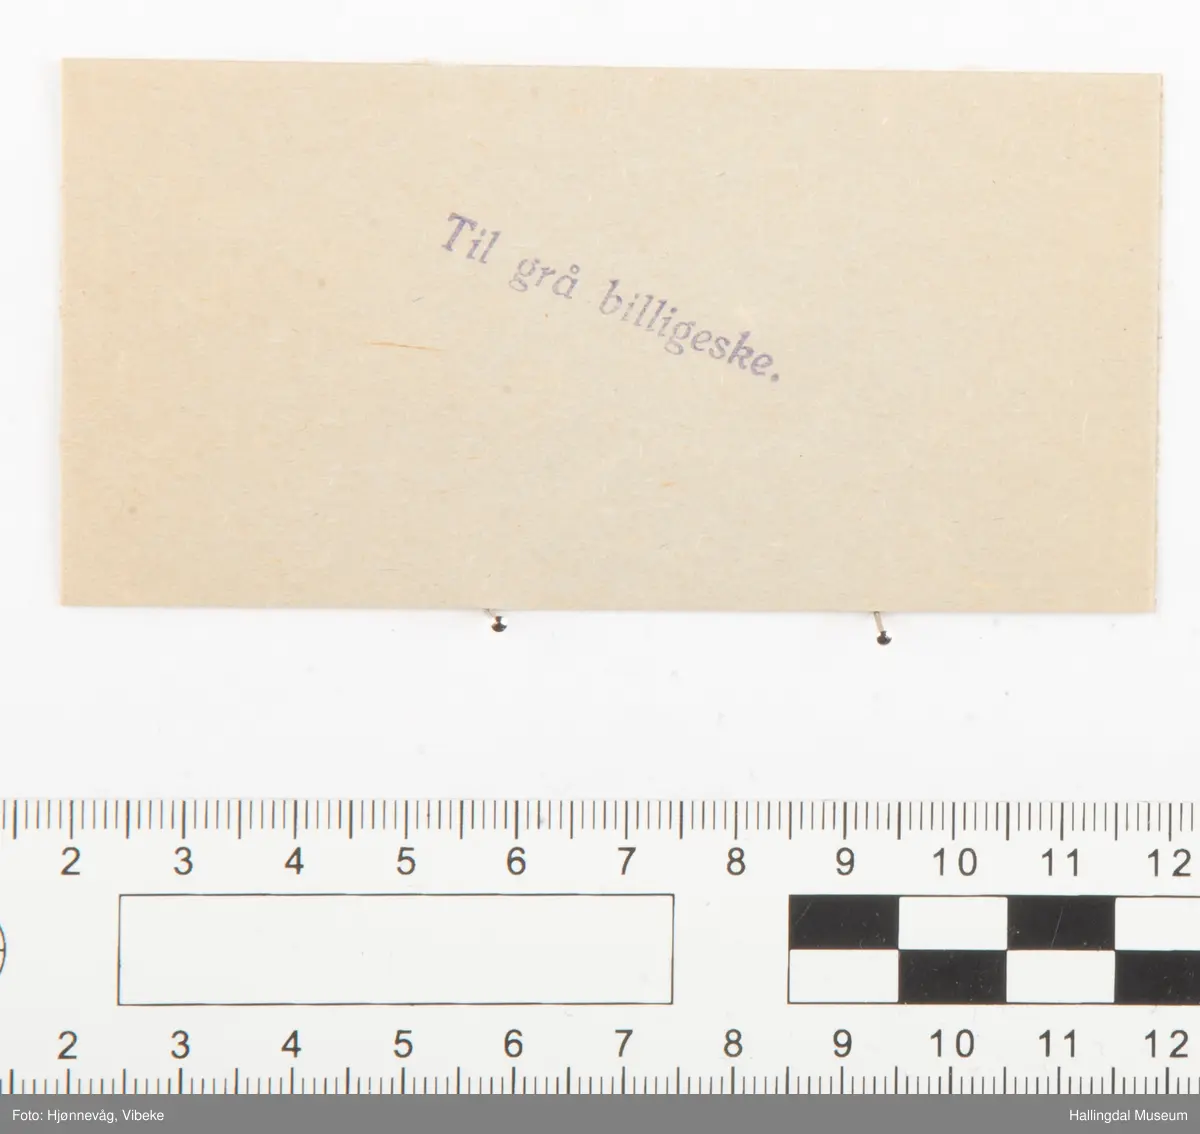 Til grå billigeske.
2 3 4 5 6 7 8 9 10 11 12
2 3 4 5 6 7 8 9 10 11 12
Foto: Hjønnevåg, Vibeke
Hallingdal Museum